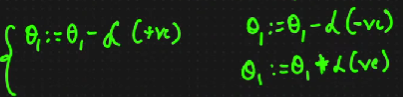 θ₁ := θ₁ - α (+ve)
θ₁ := θ₁ - α (-ve)
θ₁ := θ₁ + α (ve)